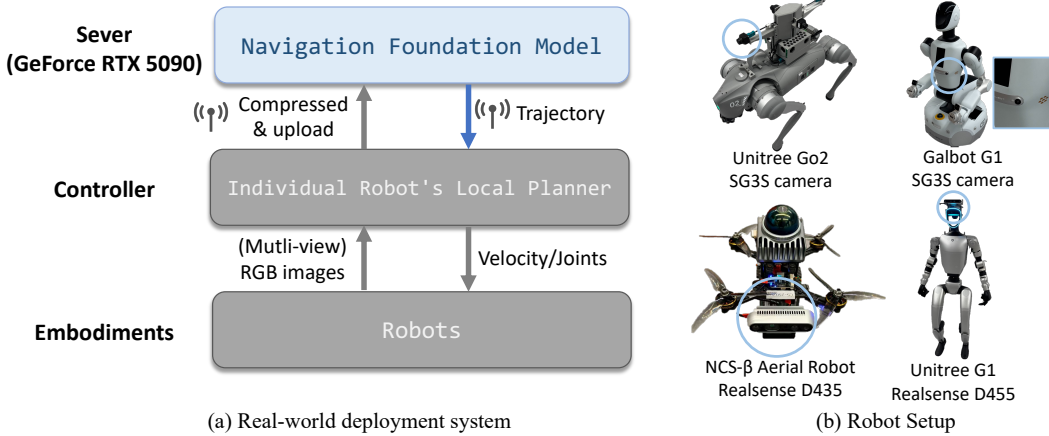 Sever
(GeForce RTX 5090)
Navigation Foundation Model
Compressed
& upload
Trajectory
Controller
Individual Robot's Local Planner
(Mutli-view)
RGB images
Velocity/Joints
Embodiments
Robots
(a) Real-world deployment system
Unitree Go2
SG3S camera
Galbot G1
SG3S camera
NCS-β Aerial Robot
Realsense D435
Unitree G1
Realsense D455
(b) Robot Setup